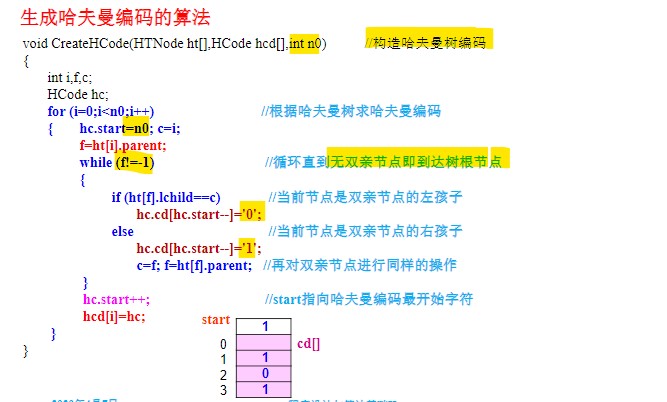 生成哈夫曼编码的算法
void CreateHCode(HTNode ht[],HCode hcd[],int n0) //构造哈夫曼树编码
{
int i,f,c;
HCode hc;
for (i=0;i<n0;i++) //根据哈夫曼树求哈夫曼编码
{ hc.start=n0; c=i;
f=ht[i].parent;
while (f!=-1) //循环直到无双亲节点即到达树根节点
{
if (ht[f].lchild==c) //当前节点是双亲节点的左孩子
hc.cd[hc.start--]='0';
else //当前节点是双亲节点的右孩子
hc.cd[hc.start--]='1';
c=f; f=ht[f].parent; //再对双亲节点进行同样的操作
}
hc.start++; //start指向哈夫曼编码最开始字符
hcd[i]=hc;
}
}
start 1
0 cd[]
1 1
2 0
3 1